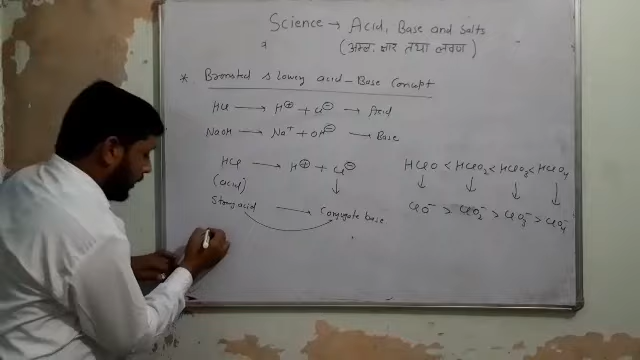 Science → Acid, Base and Salts
(अम्ल क्षार तथा लवण)
* Bronsted & Lowry acid-Base Concept
HCl → H⊕ + Cl⊖ → Acid
NaOH → Na⁺ + OH⊖ → Base
HCl → H⊕ + Cl⊖
(acid) ↓
Strong acid → Conjugate base
HClO < HClO₂ < HClO₃ < HClO₄
↓ ↓ ↓ ↓
ClO⁻ > ClO₂⁻ > ClO₃⁻ > ClO₄⁻